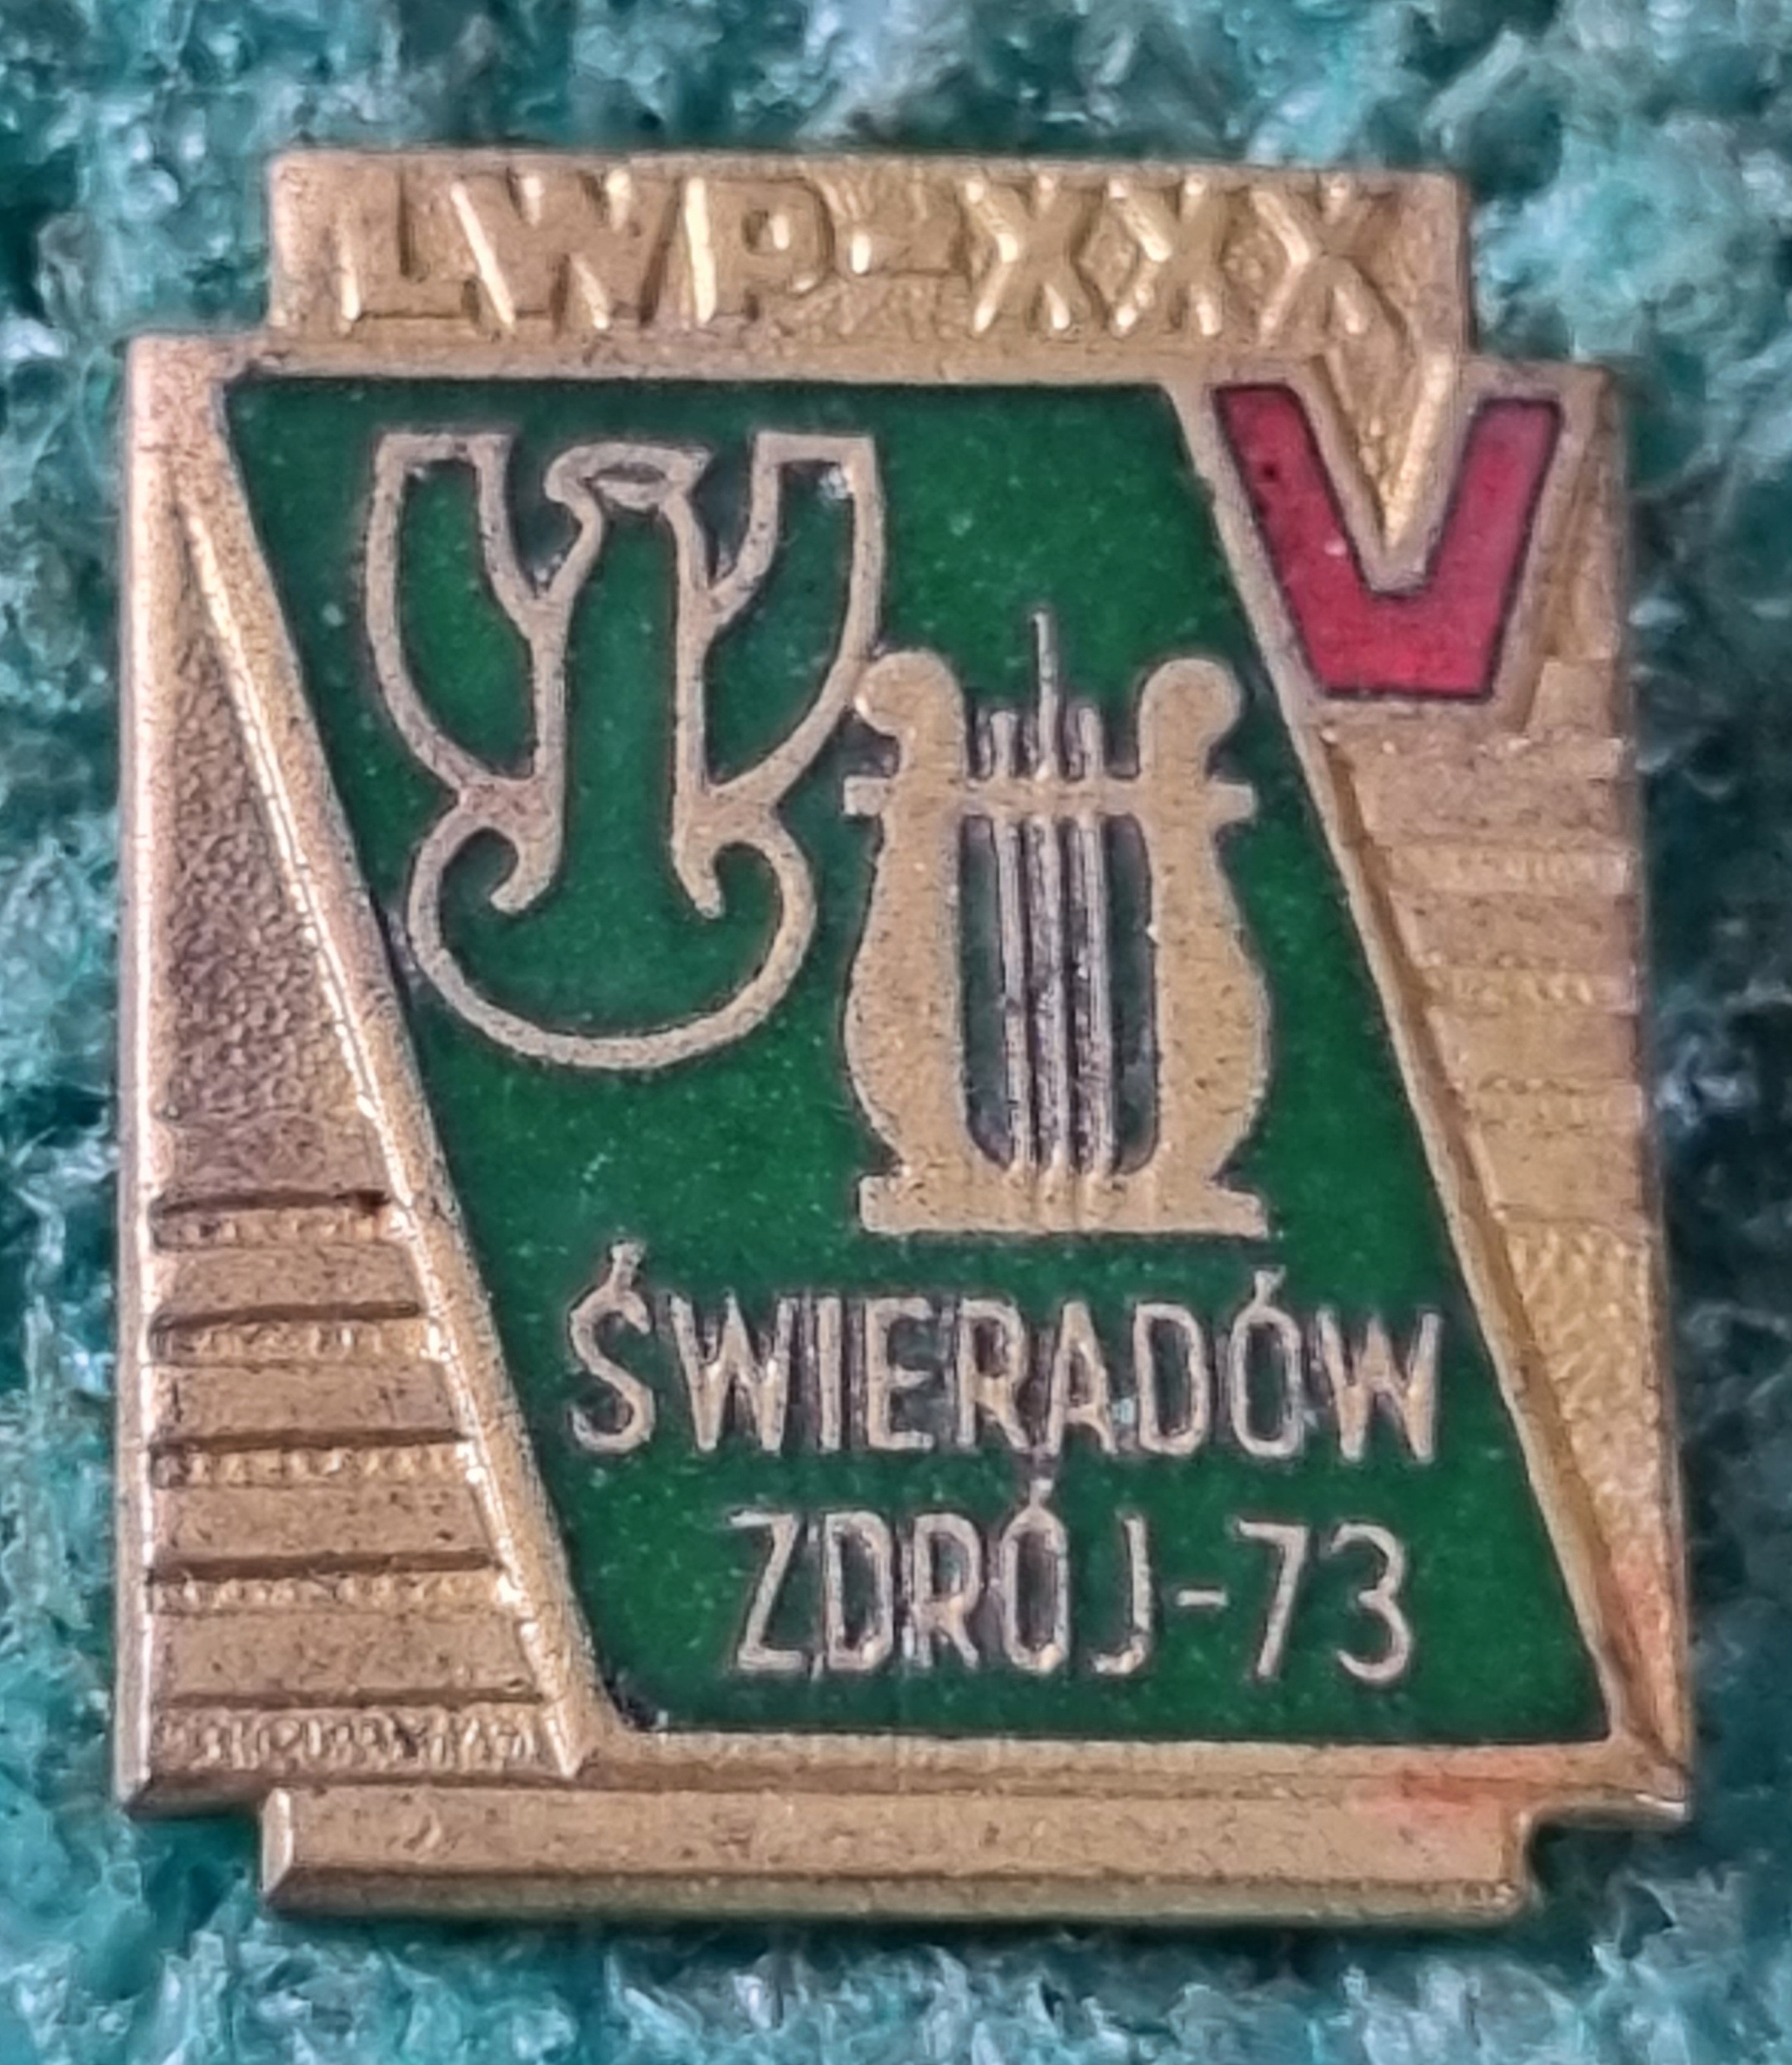 LWP-XXX
V
ŚWIERADÓW
ZDRÓJ-73